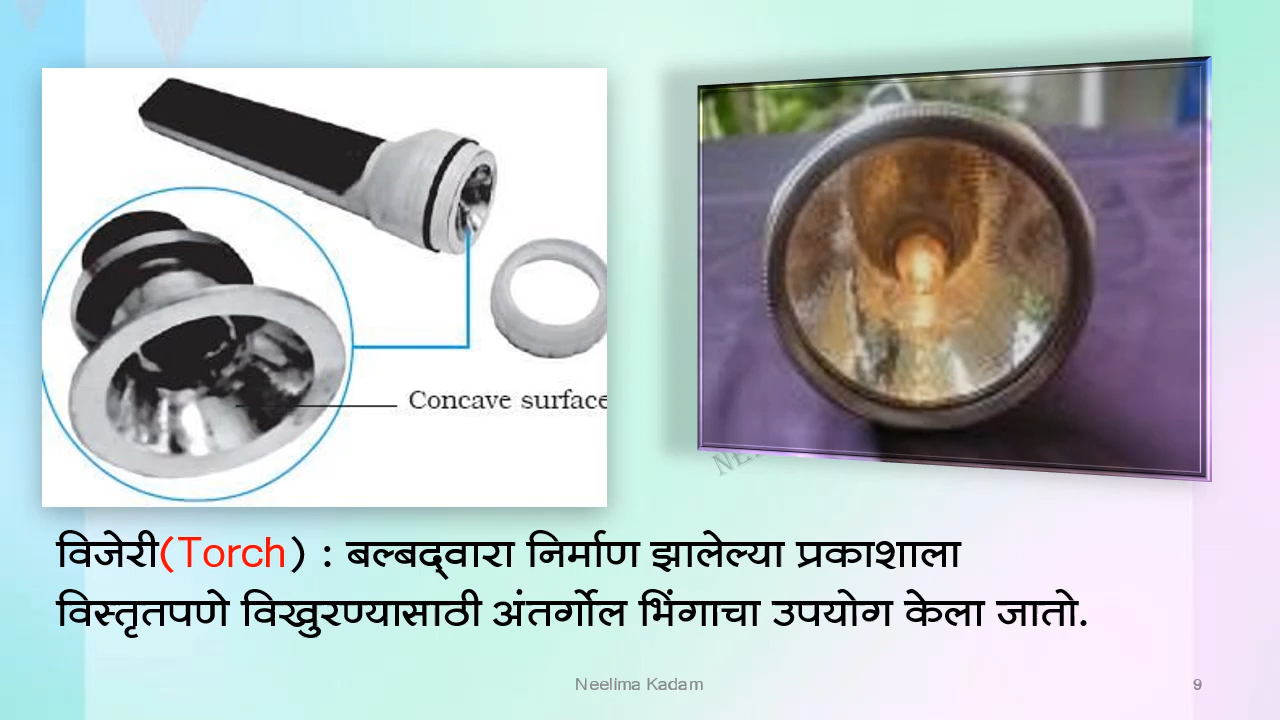 Concave surface
विजेरी(Torch) : बल्बद्वारा निर्माण झालेल्या प्रकाशाला
विस्तृतपणे विखुरण्यासाठी अंतर्गोल भिंगाचा उपयोग केला जातो.
Neelima Kadam
9